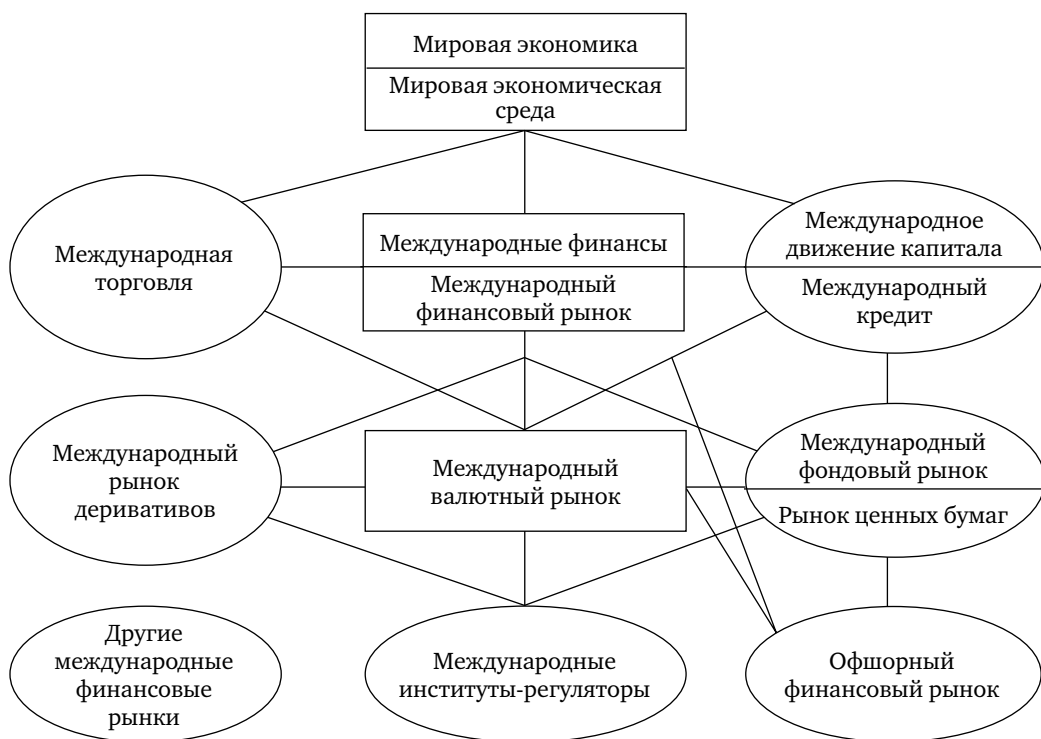 Мировая экономика
Мировая экономическая
среда
Международная
торговля
Международные финансы
Международный
финансовый рынок
Международное
движение капитала
Международный
кредит
Международный
рынок
деривативов
Международный
валютный рынок
Международный
фондовый рынок
Рынок ценных бумаг
Другие
международные
финансовые
рынки
Международные
институты-регуляторы
Офшорный
финансовый рынок